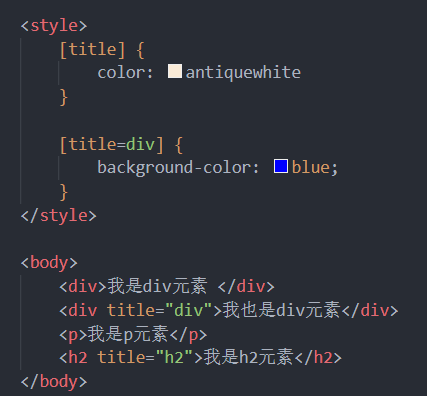 <style>
[title] {
color: antiquewhite
}
[title=div] {
background-color: blue;
}
</style>
<body>
<div>我是div元素 </div>
<div title="div">我也是div元素</div>
<p>我是p元素</p>
<h2 title="h2">我是h2元素</h2>
</body>